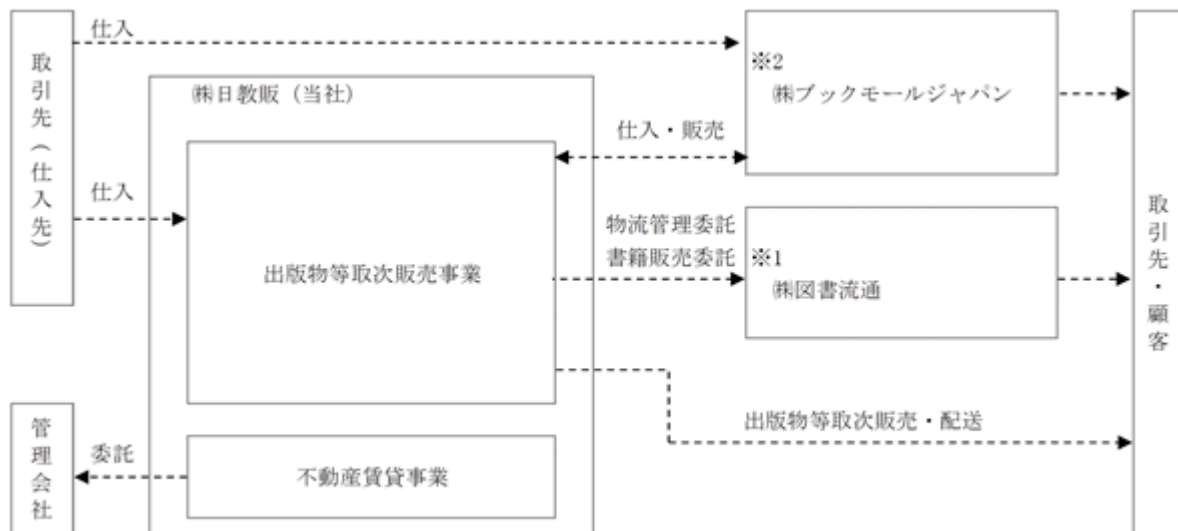 仕入
取引先(仕入先)
※2
㈱ブックモールジャパン
㈱日教販(当社)
仕入・販売
仕入
出版物等取次販売事業
物流管理委託
書籍販売委託
※1
㈱図書流通
取引先・顧客
出版物等取次販売・配送
管理会社
委託
不動産賃貸事業